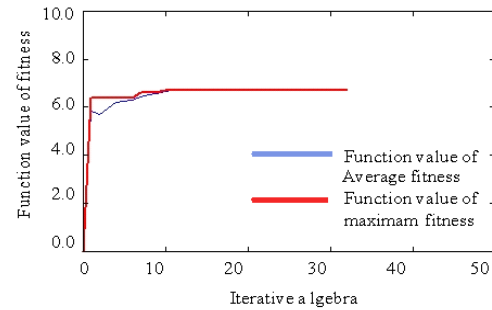 Function value of fitness
10.0
8.0
6.0
4.0
2.0
0.0
Function value of
Average fitness
Function value of
maximam fitness
0
10
20
30
40
50
Iterative a lgebra